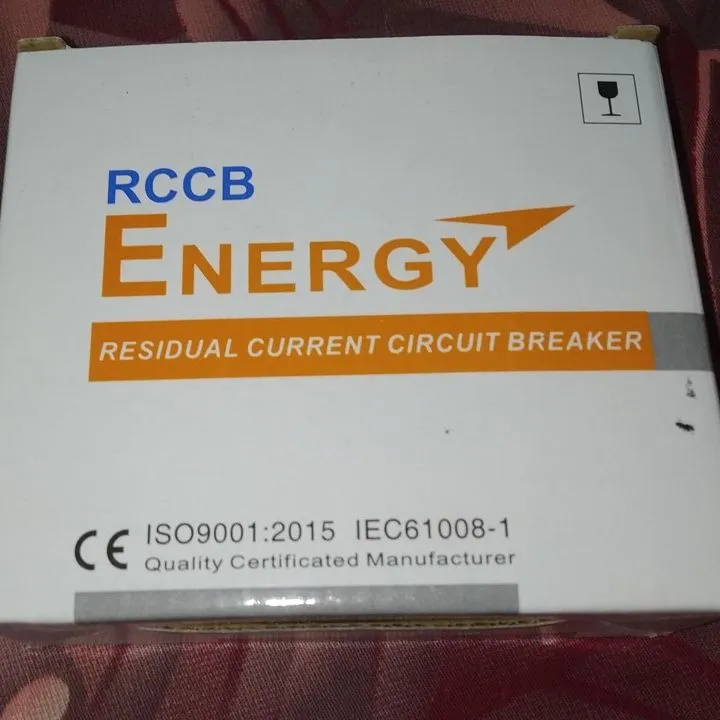 RCCB
ENERGY
RESIDUAL CURRENT CIRCUIT BREAKER
CE ISO9001:2015 IEC61008-1
Quality Certificated Manufacturer